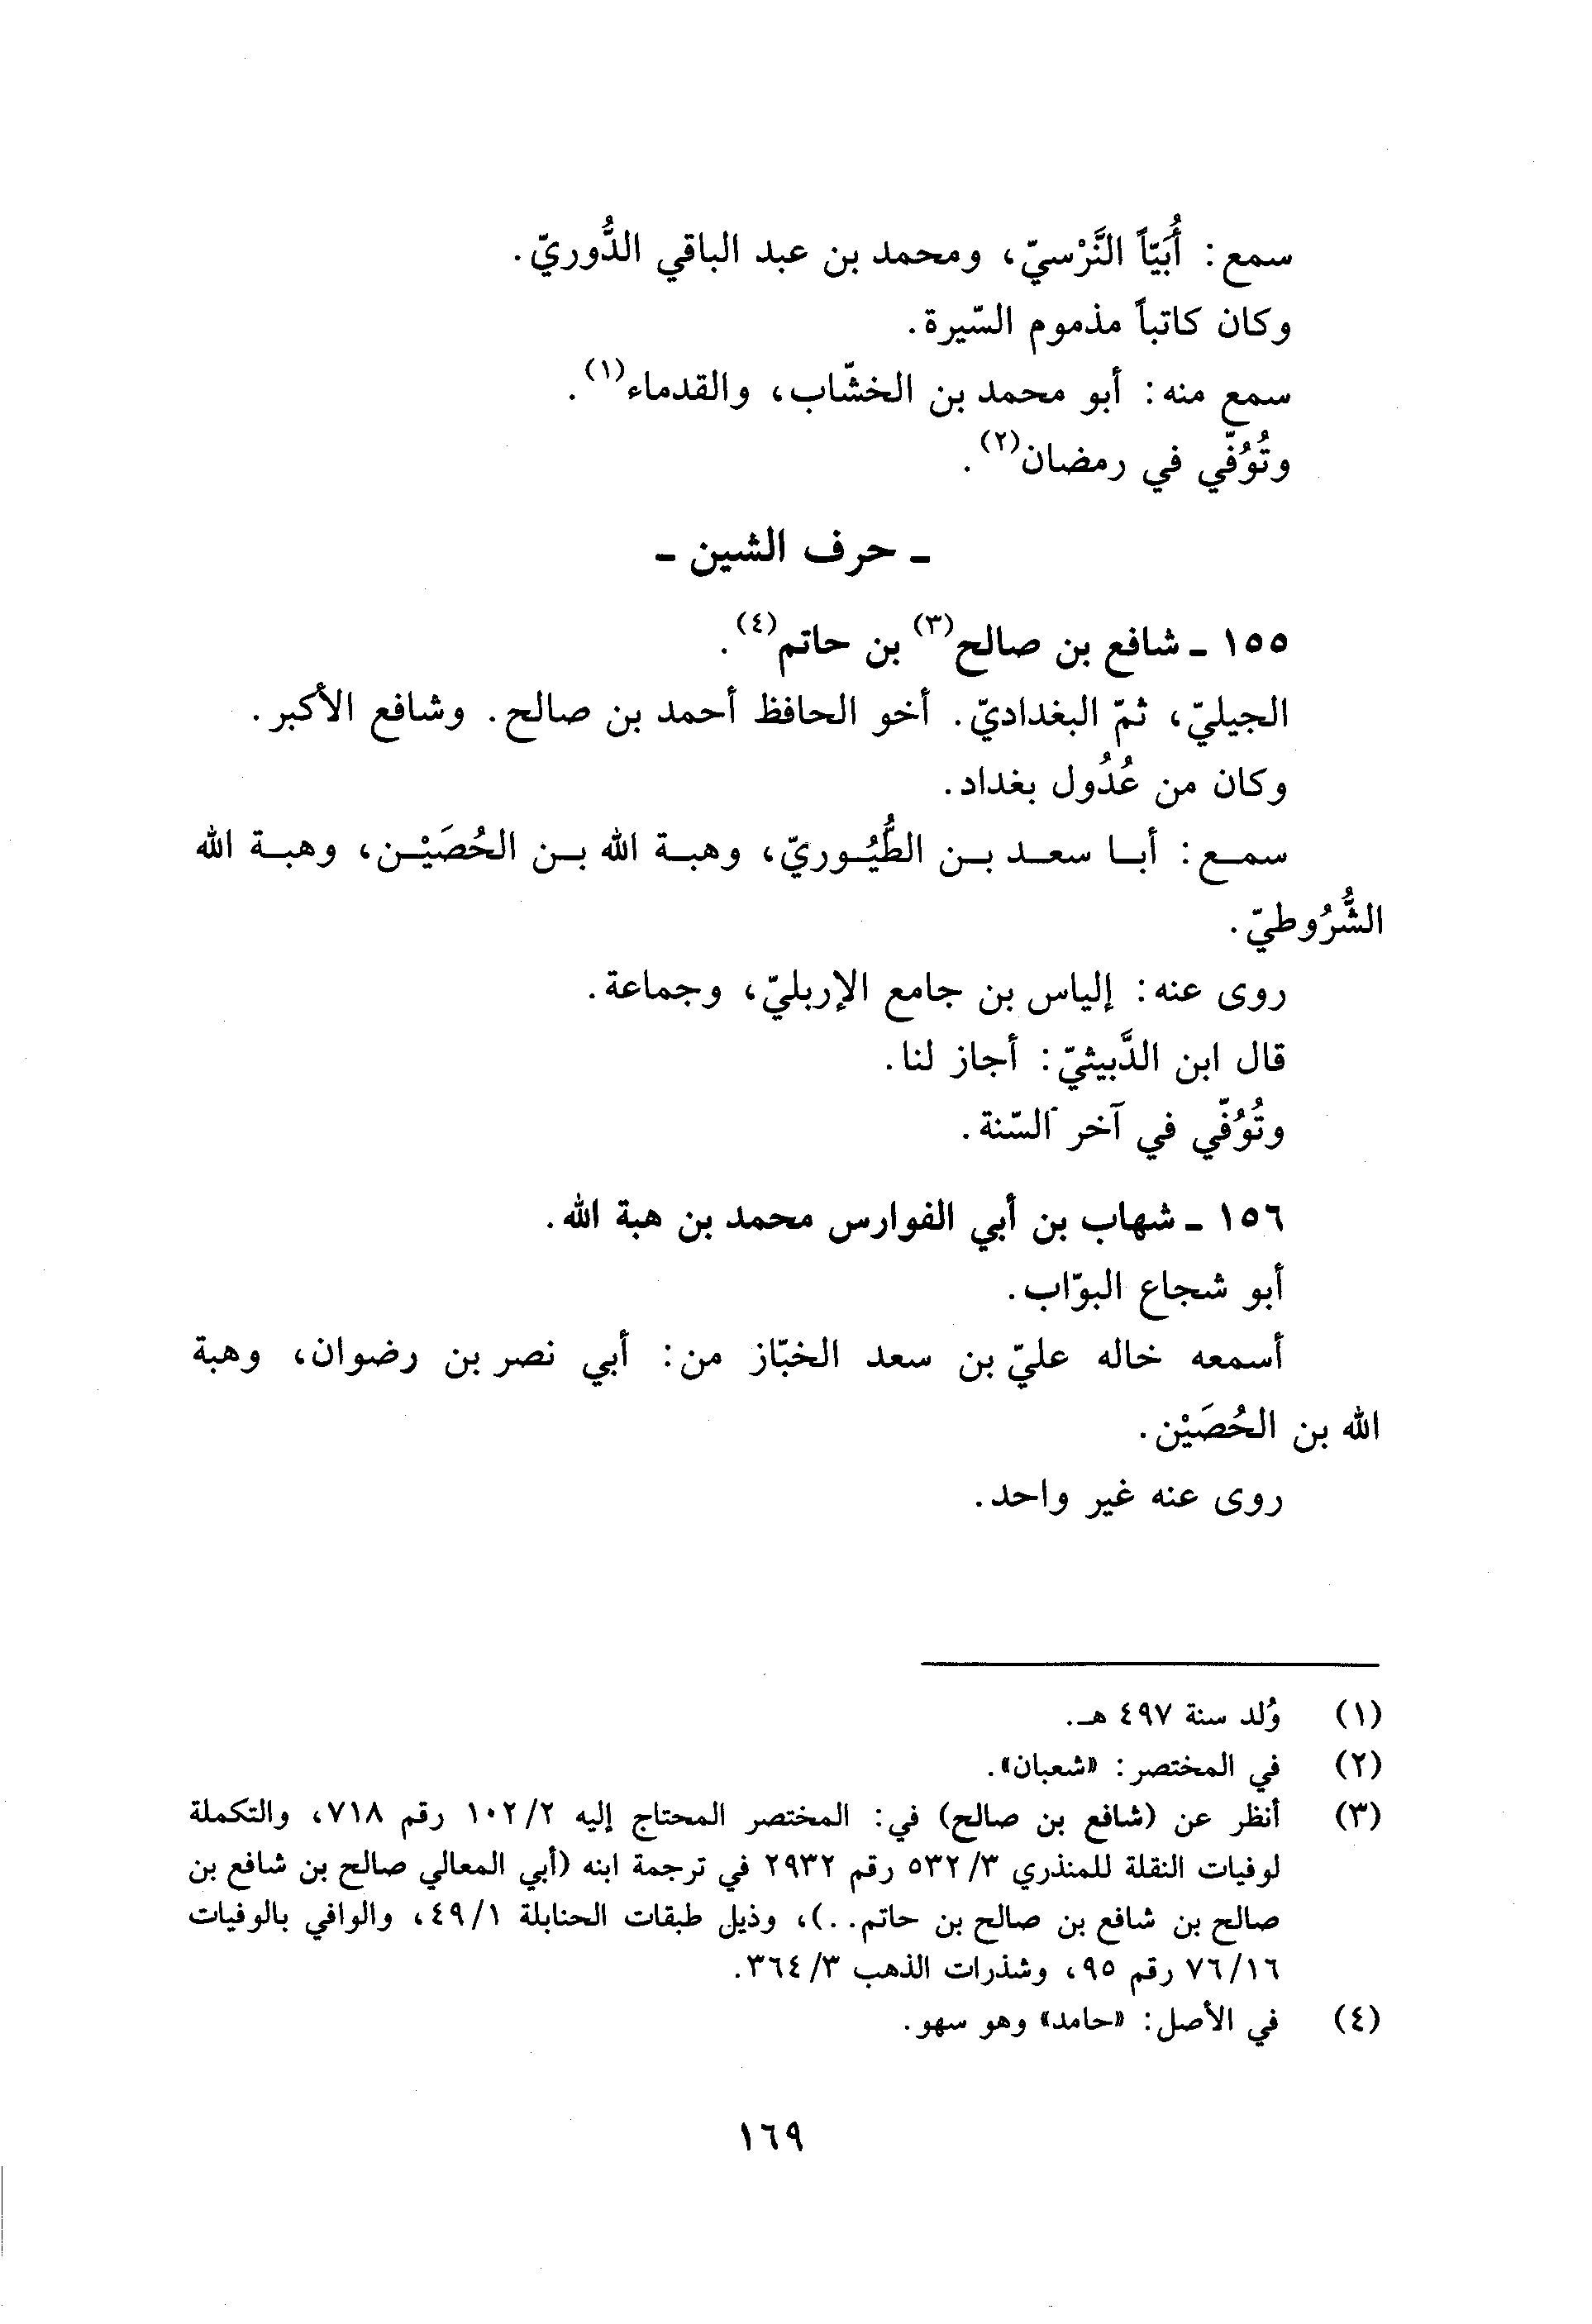 سمع: أُبَيّاً النَّرْسيّ، ومحمد بن عبد الباقي الدُّوريّ.
وكان كاتباً مذموم السّيرة.
سمع منه: أبو محمد بن الخشّاب، والقدماء(١).
وتُوُفّي في رمضان(٢).
ـ حرف الشين ـ
١٥٥ ـ شافع بن صالح(٣) بن حاتم(٤).
الجيليّ، ثمّ البغداديّ. أخو الحافظ أحمد بن صالح. وشافع الأكبر.
وكان من عُدُول بغداد.
سمـع: أبـا سعـد بـن الطُّيُـوريّ، وهبـة الله بـن الحُصَيْـن، وهبـة الله
الشُّرُوطيّ.
روى عنه: إلياس بن جامع الإربليّ، وجماعة.
قال ابن الدَّبيثيّ: أجاز لنا.
وتُوُفّي في آخر السّنة.
١٥٦ ـ شهاب بن أبي الفوارس محمد بن هبة الله.
أبو شجاع البوّاب.
أسمعه خاله عليّ بن سعد الخبّاز من: أبي نصر بن رضوان، وهبة
الله بن الحُصَيْن.
روى عنه غير واحد.
(١) وُلد سنة ٤٩٧ هـ.
(٢) في المختصر: «شعبان».
(٣) أنظر عن (شافع بن صالح) في: المختصر المحتاج إليه ١٠٢/٢ رقم ٧١٨، والتكملة
لوفيات النقلة للمنذري ٥٣٢/٣ رقم ٢٩٣٢ في ترجمة ابنه (أبي المعالي صالح بن شافع بن
صالح بن شافع بن صالح بن حاتم..)، وذيل طبقات الحنابلة ٤٩/١، والوافي بالوفيات
٧٦/١٦ رقم ٩٥، وشذرات الذهب ٣٦٤/٣.
(٤) في الأصل: «حامد» وهو سهو.
١٦٩